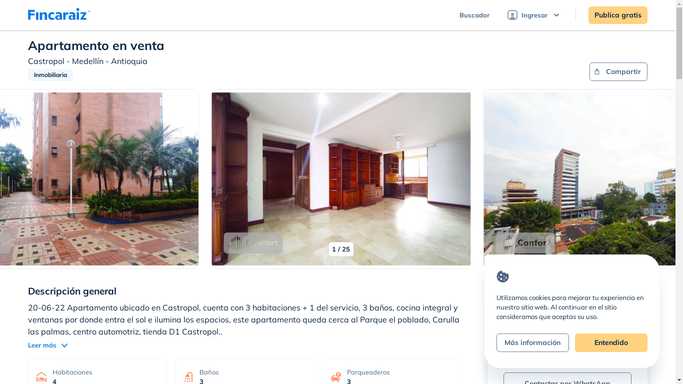 Fincaraiz
Buscador
Ingresar
Publica gratis
Apartamento en venta
Castropol - Medellín - Antioquia
Inmobiliaria
Compartir
1 / 25
Confor
Descripción general
20-06-22 Apartamento ubicado en Castropol, cuenta con 3 habitaciones + 1 del servicio, 3 baños, cocina integral y
ventanas por donde entra el sol e ilumina los espacios, este apartamento queda cerca al Parque el poblado, Carulla
las palmas, centro automotriz, tienda D1 Castropol..
Leer más
Habitaciones
4
Baños
3
Parqueaderos
3
Utilizamos cookies para mejorar tu experiencia en
nuestro sitio web. Al continuar en el sitio
consideramos que aceptas su uso.
Más información
Entendido
Contactar por WhatsApp